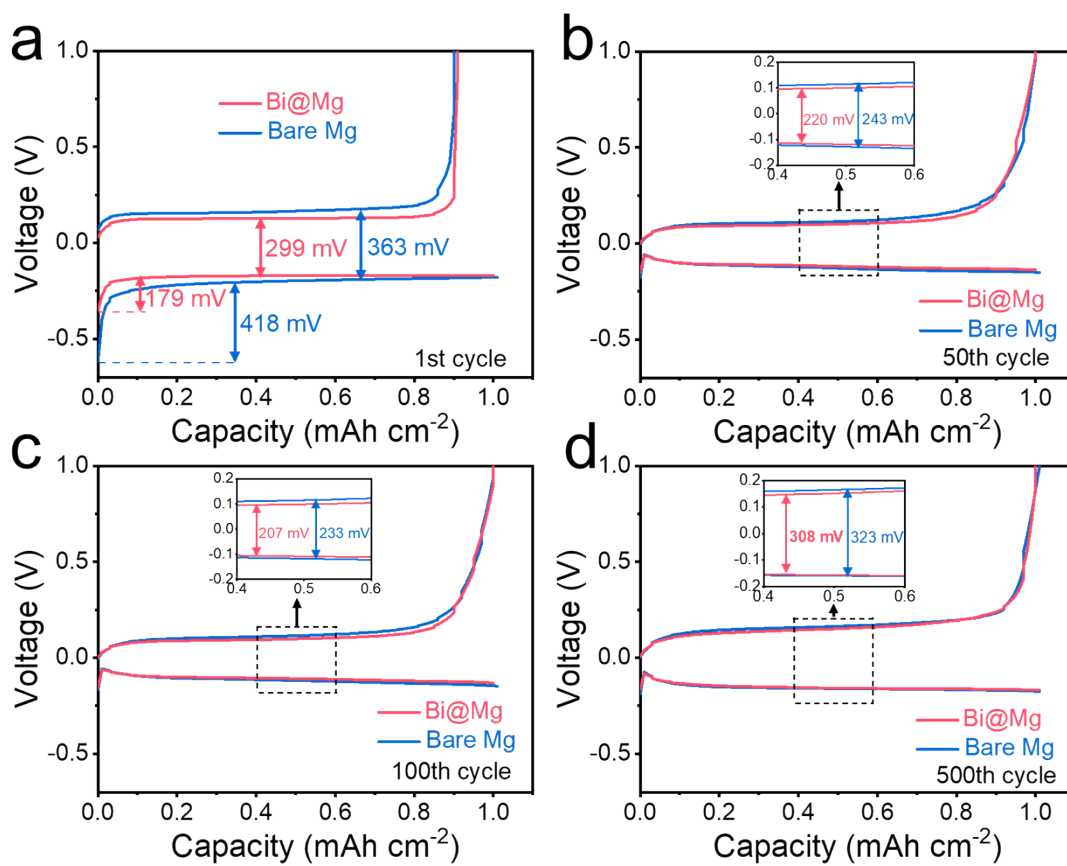 a
1.0
0.5
0.0
-0.5
Voltage (V)
Bi@Mg
Bare Mg
299 mV
363 mV
179 mV
418 mV
1st cycle
0.0 0.2 0.4 0.6 0.8 1.0
Capacity (mAh cm⁻²)
b
1.0
0.5
0.0
-0.5
Voltage (V)
0.2
0.1
0.0
-0.1
-0.2
220 mV
243 mV
0.4 0.5 0.6
Bi@Mg
Bare Mg
50th cycle
0.0 0.2 0.4 0.6 0.8 1.0
Capacity (mAh cm⁻²)
c
1.0
0.5
0.0
-0.5
Voltage (V)
0.2
0.1
0.0
-0.1
-0.2
207 mV
233 mV
0.4 0.5 0.6
Bi@Mg
Bare Mg
100th cycle
0.0 0.2 0.4 0.6 0.8 1.0
Capacity (mAh cm⁻²)
d
1.0
0.5
0.0
-0.5
Voltage (V)
0.2
0.1
0.0
-0.1
-0.2
308 mV
323 mV
0.4 0.5 0.6
Bi@Mg
Bare Mg
500th cycle
0.0 0.2 0.4 0.6 0.8 1.0
Capacity (mAh cm⁻²)